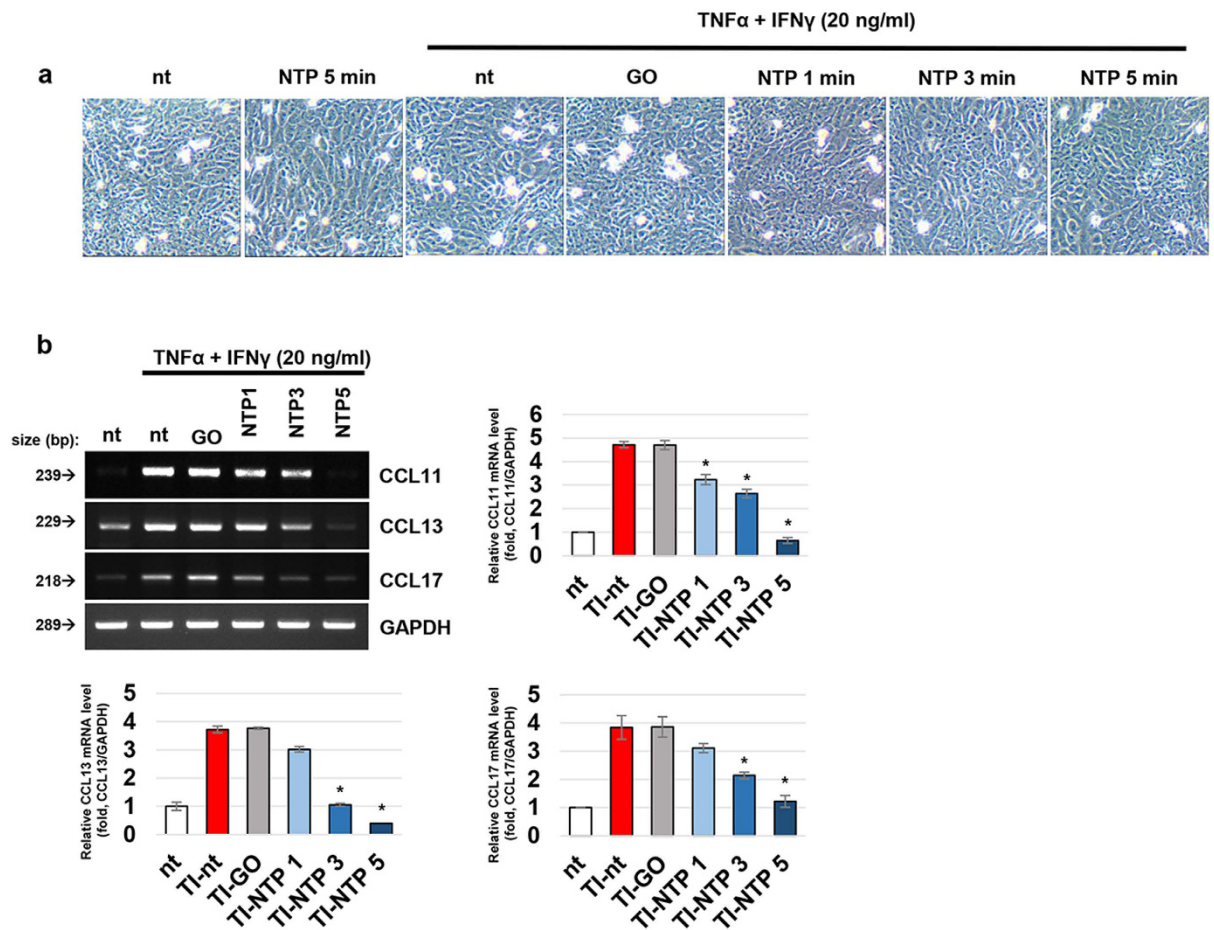 TNFα + IFNγ (20 ng/ml)
a
nt NTP 5 min nt GO NTP 1 min NTP 3 min NTP 5 min
b
TNFα + IFNγ (20 ng/ml)
size (bp): nt nt GO NTP1 NTP3 NTP5
239→ CCL11
229→ CCL13
218→ CCL17
289→ GAPDH
Relative CCL11 mRNA level
(fold, CCL11/GAPDH)
6
5
4
3
2
1
0
* * *
nt TI-nt TI-GO TI-NTP 1 TI-NTP 3 TI-NTP 5
Relative CCL13 mRNA level
(fold, CCL13/GAPDH)
5
4
3
2
1
0
* *
nt TI-nt TI-GO TI-NTP 1 TI-NTP 3 TI-NTP 5
Relative CCL17 mRNA level
(fold, CCL17/GAPDH)
5
4
3
2
1
0
* *
nt TI-nt TI-GO TI-NTP 1 TI-NTP 3 TI-NTP 5